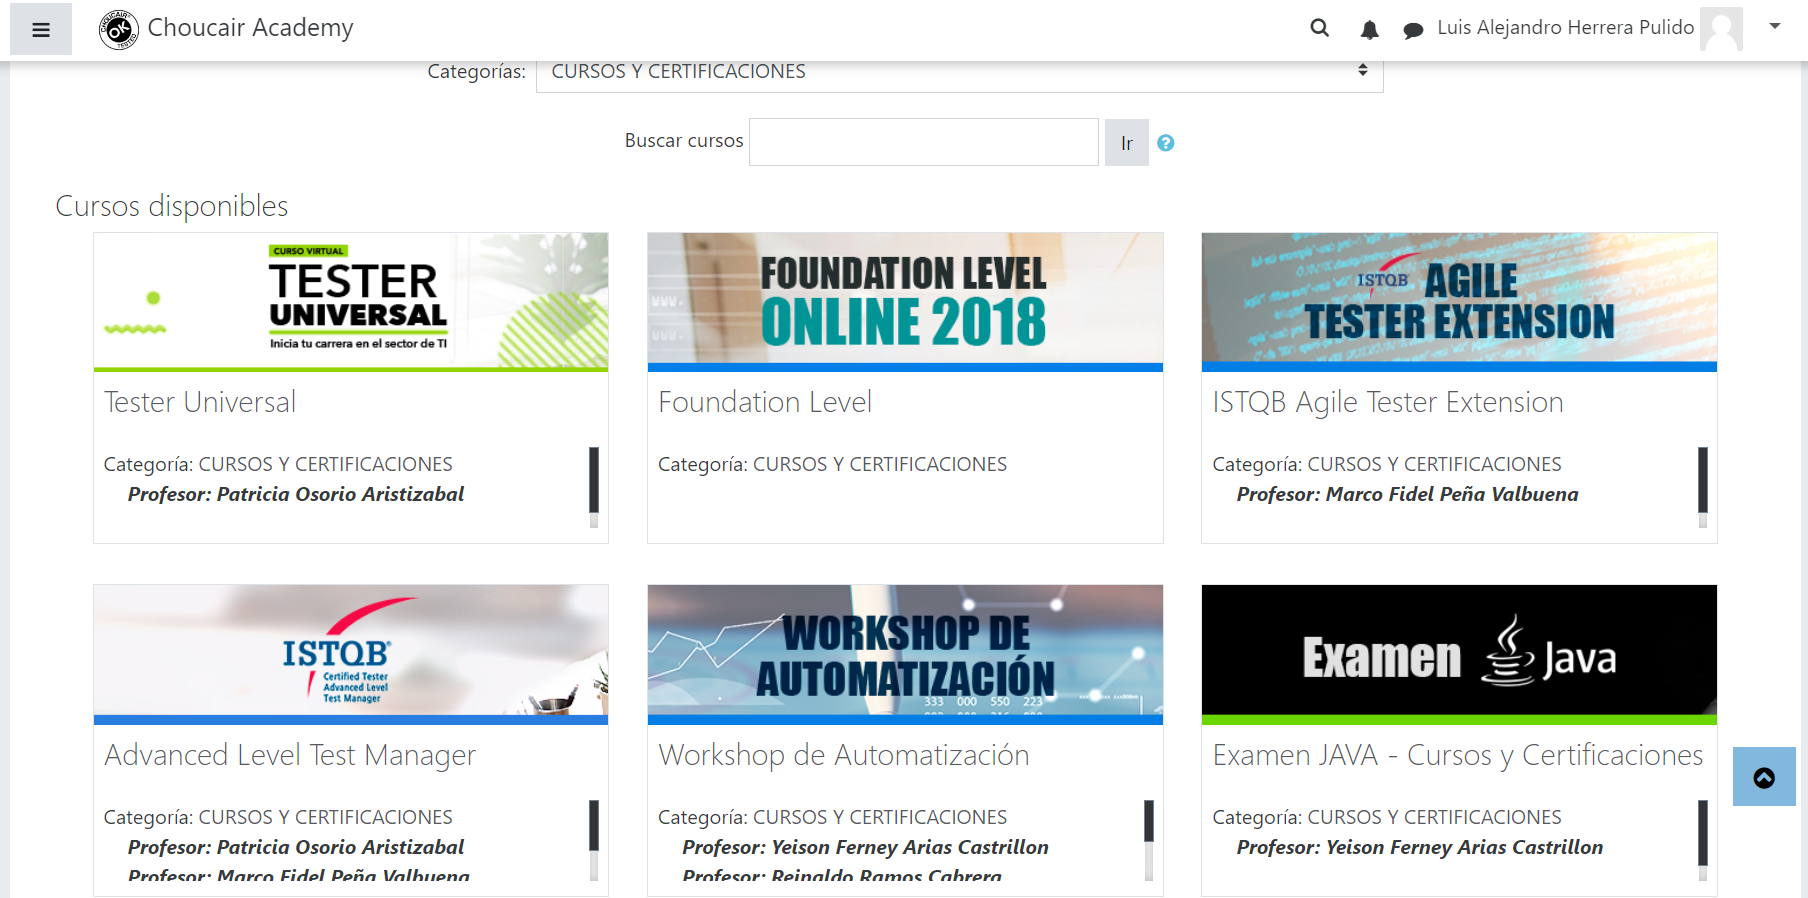 Choucair Academy
Luis Alejandro Herrera Pulido
Categorías: CURSOS Y CERTIFICACIONES
Buscar cursos
Ir
Cursos disponibles
CURSO VIRTUAL
TESTER
UNIVERSAL
Inicia tu carrera en el sector de TI
FOUNDATION LEVEL
ONLINE 2018
ISTQB AGILE
TESTER EXTENSION
Tester Universal
Foundation Level
ISTQB Agile Tester Extension
Categoría: CURSOS Y CERTIFICACIONES
Profesor: Patricia Osorio Aristizabal
Categoría: CURSOS Y CERTIFICACIONES
Categoría: CURSOS Y CERTIFICACIONES
Profesor: Marco Fidel Peña Valbuena
ISTQB®
Certified Tester
Advanced Level
Test Manager
WORKSHOP DE
AUTOMATIZACIÓN
333 000 550 223
Examen Java
Advanced Level Test Manager
Workshop de Automatización
Examen JAVA - Cursos y Certificaciones
Categoría: CURSOS Y CERTIFICACIONES
Profesor: Patricia Osorio Aristizabal
Profesor: Marco Fidel Peña Valbuena
Categoría: CURSOS Y CERTIFICACIONES
Profesor: Yeison Ferney Arias Castrillon
Profesor: Reinaldo Ramos Cabrera
Categoría: CURSOS Y CERTIFICACIONES
Profesor: Yeison Ferney Arias Castrillon